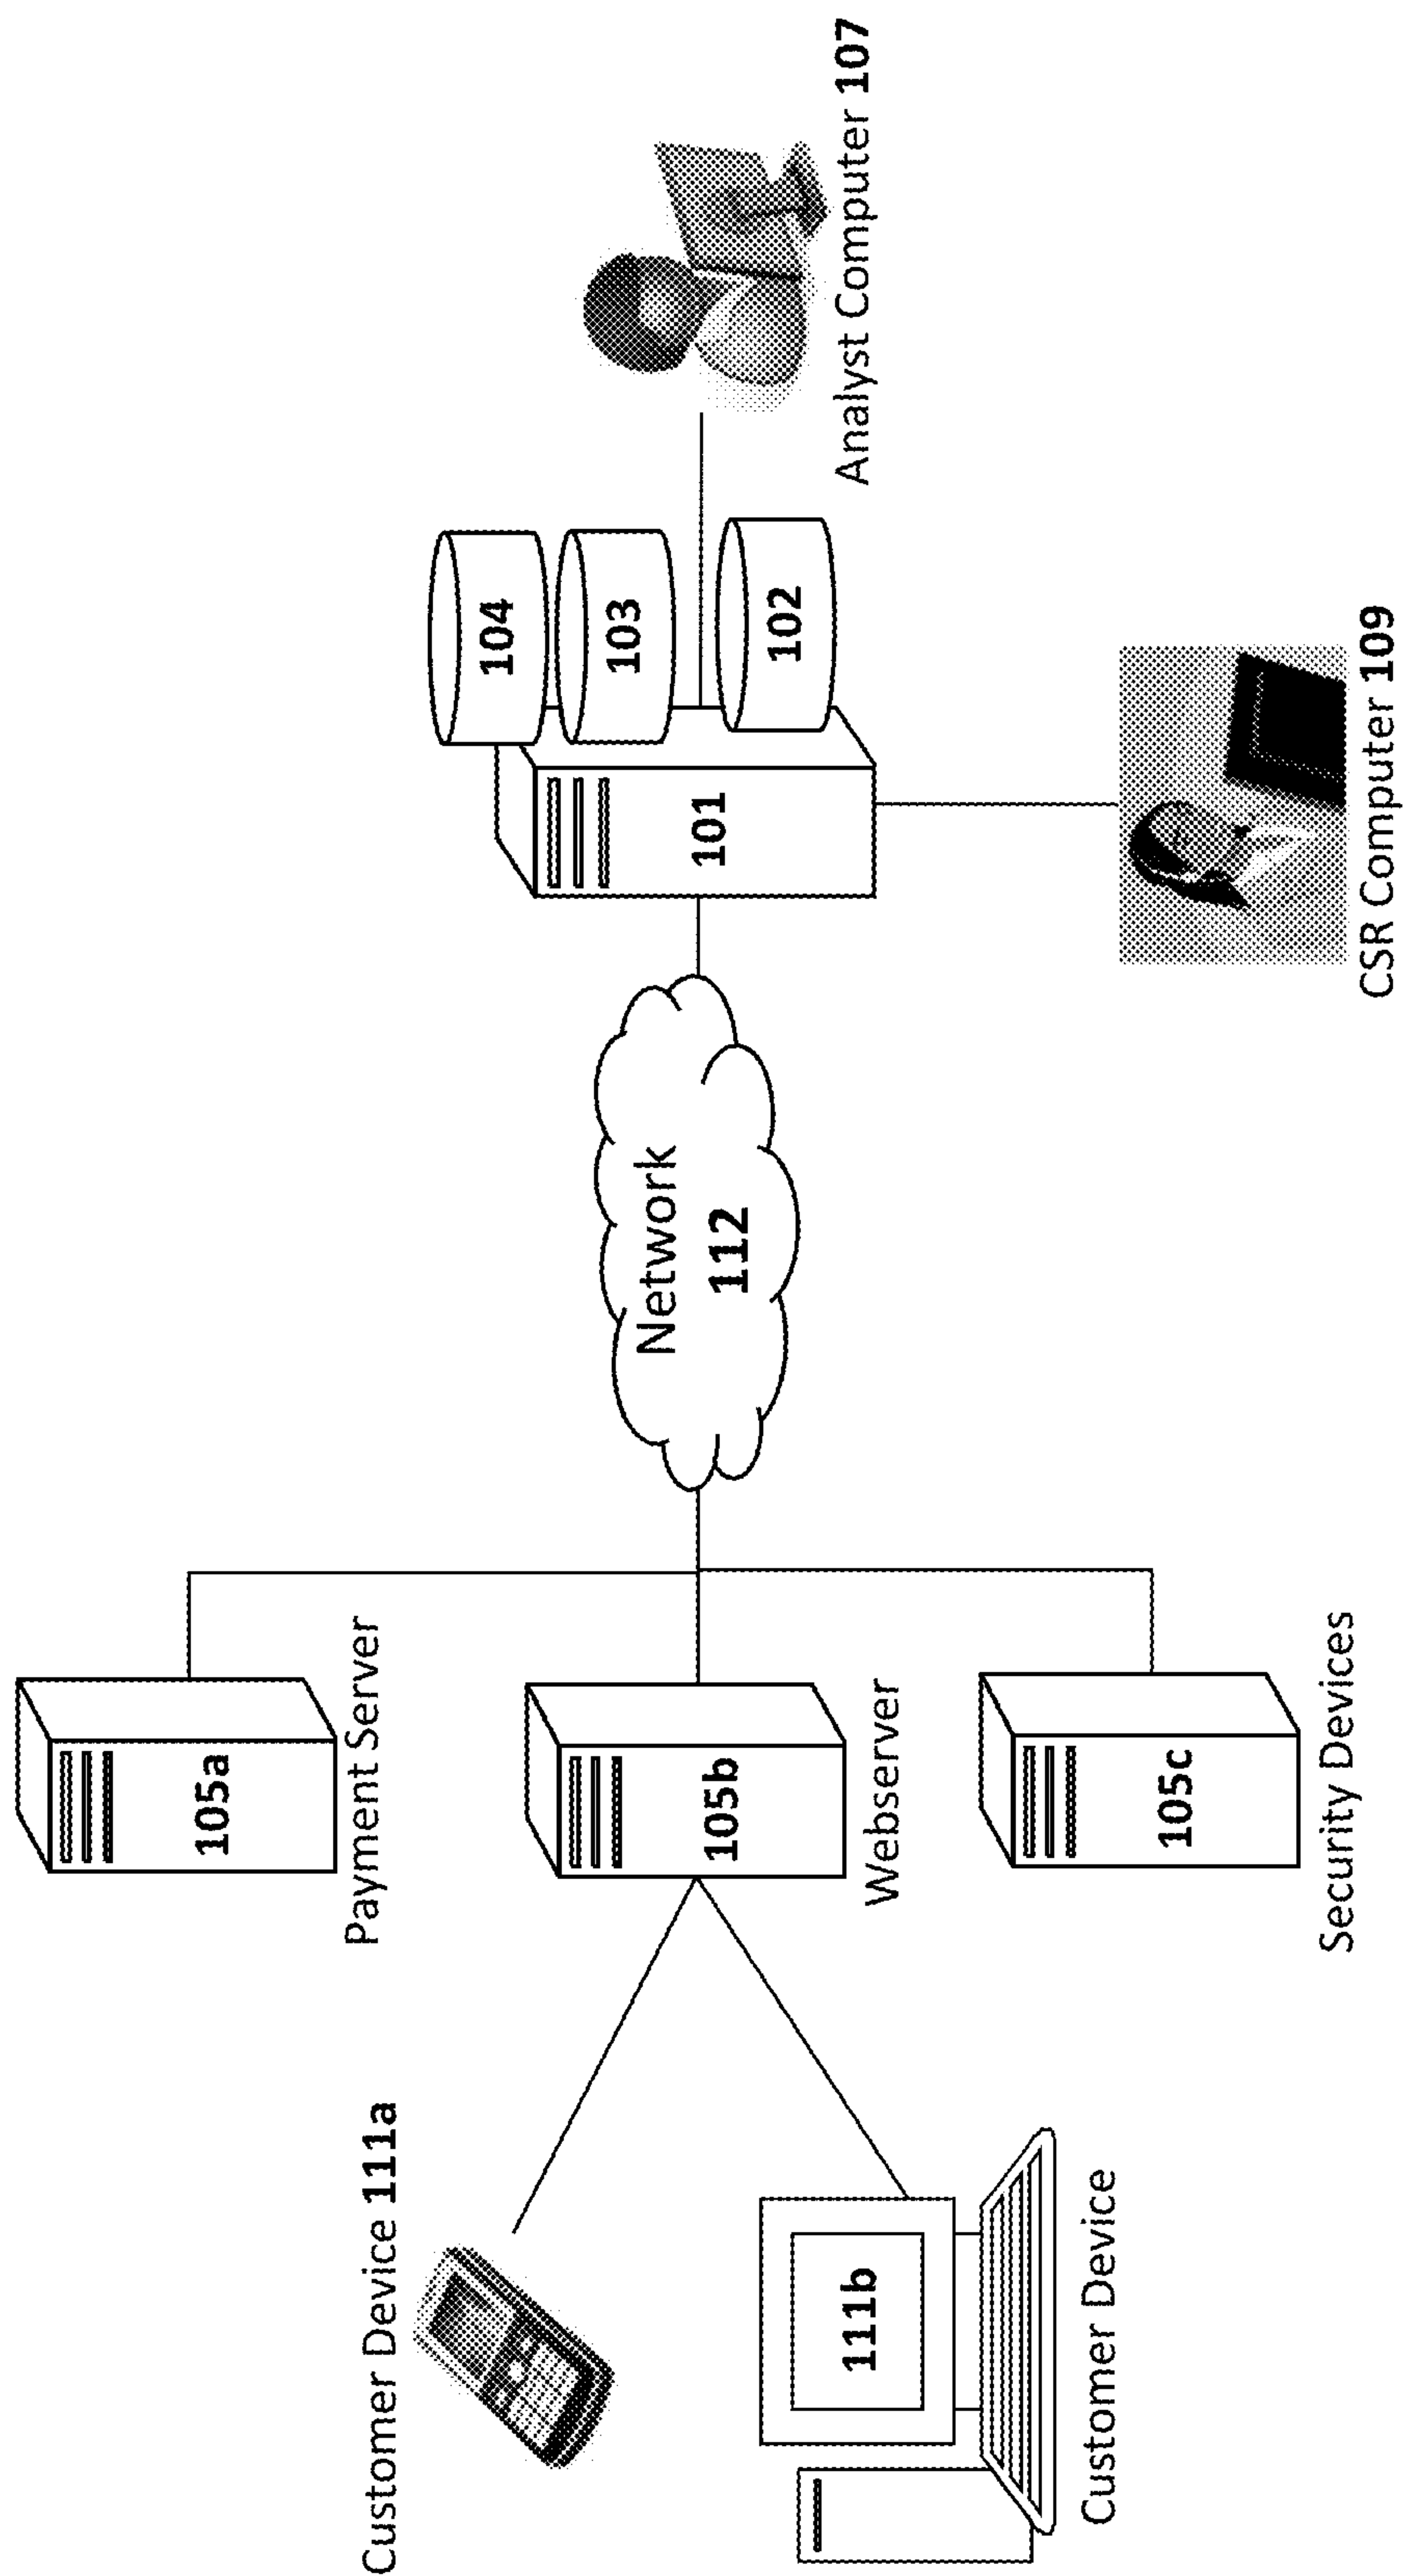 105a
Payment Server
Customer Device 111a
104
103
102
101
Network
112
105b
Webserver
111b
Customer Device
105c
Security Devices
Analyst Computer 107
CSR Computer 109